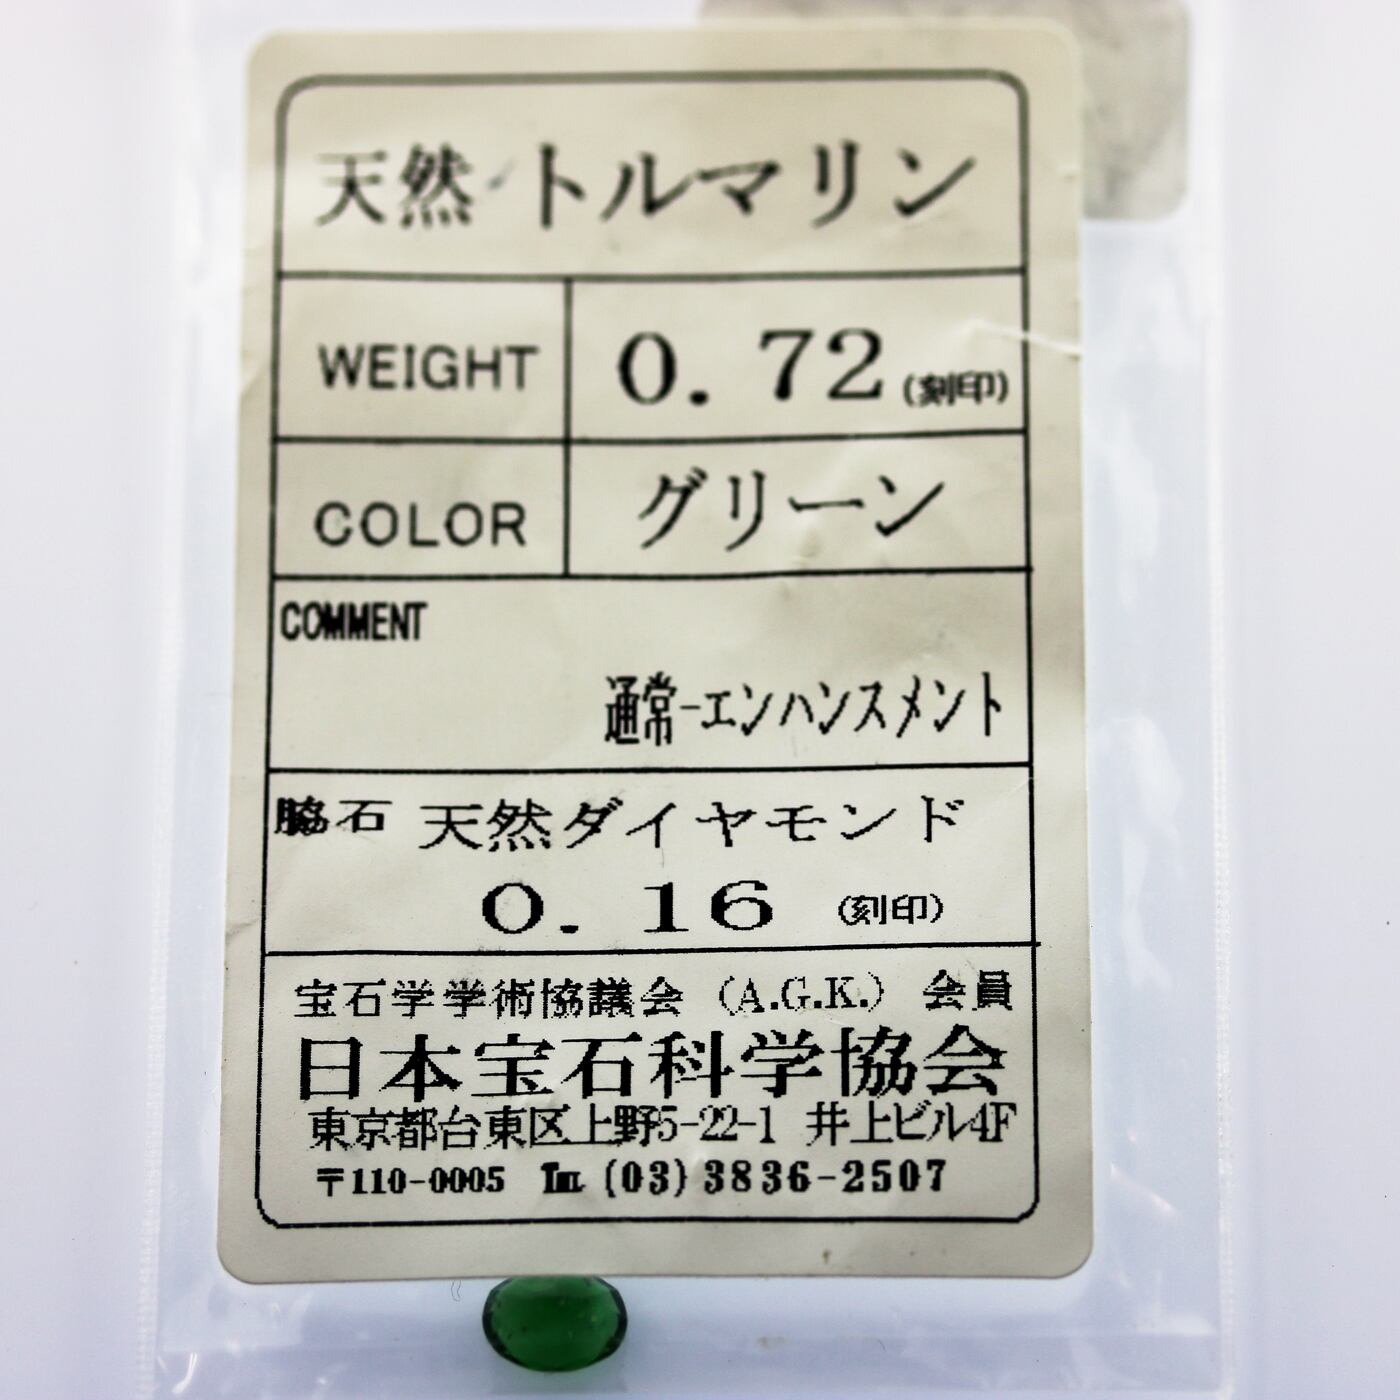 天然 トルマリン
WEIGHT 0.72 (刻印)
COLOR グリーン
COMMENT
通常-エンハンスメント
脇石 天然ダイヤモンド
0.16 (刻印)
宝石学学術協議会 (A.G.K.) 会員
日本宝石科学協会
東京都台東区上野5-22-1 井上ビル4F
〒110-0005 ℡ (03)3836-2507